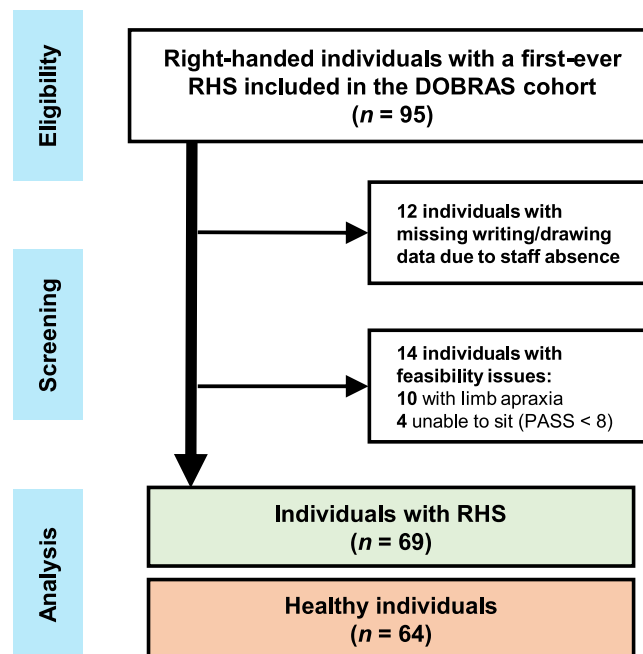 Eligibility
Right-handed individuals with a first-ever
RHS included in the DOBRAS cohort
(n = 95)
Screening
12 individuals with
missing writing/drawing
data due to staff absence
14 individuals with
feasibility issues:
10 with limb apraxia
4 unable to sit (PASS < 8)
Analysis
Individuals with RHS
(n = 69)
Healthy individuals
(n = 64)